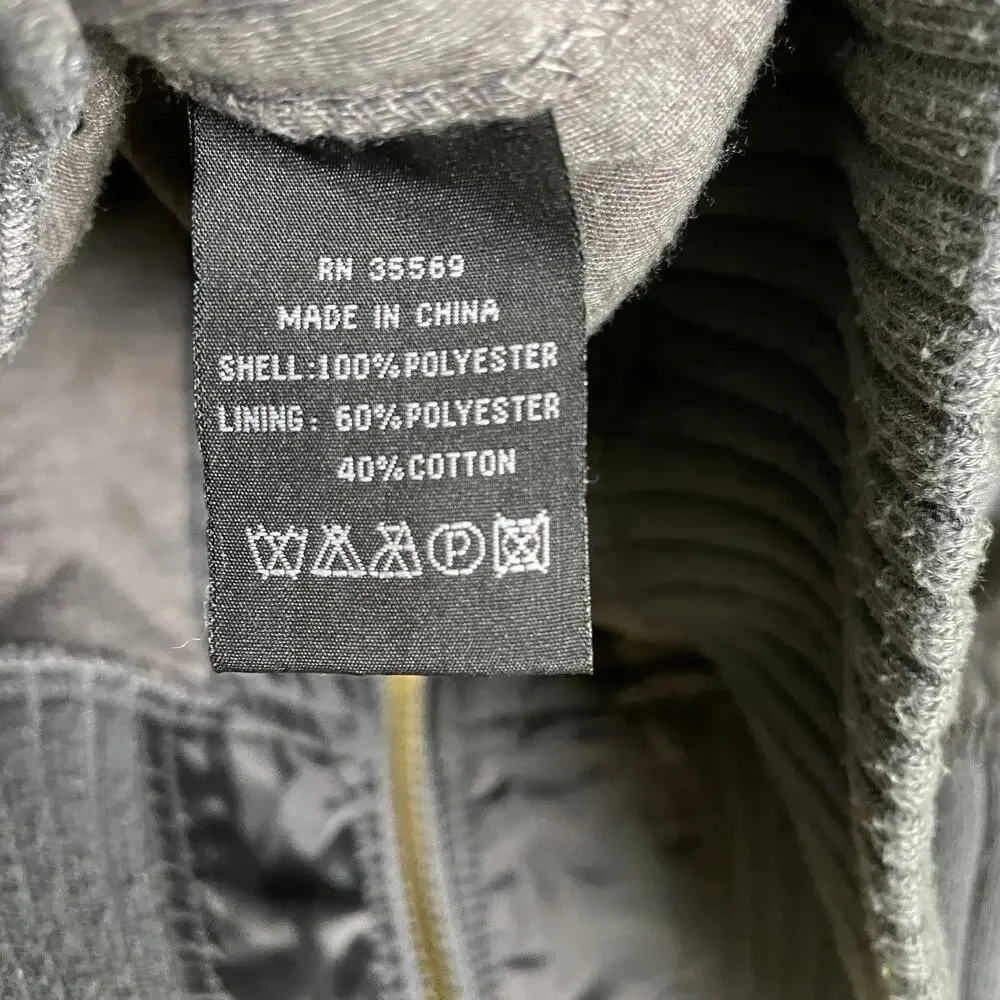 RN 35569
MADE IN CHINA
SHELL:100%POLYESTER
LINING: 60%POLYESTER
40%COTTON
P